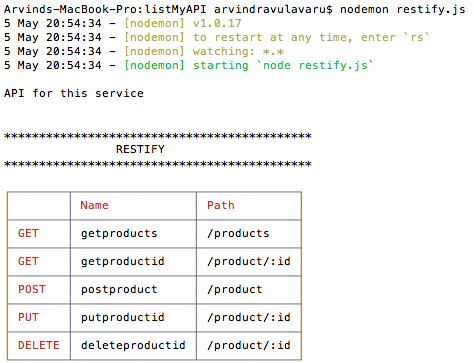 Arvinds-MacBook-Pro:listMyAPI arvindravulavaru$ nodemon restify.js
5 May 20:54:34 - [nodemon] v1.0.17
5 May 20:54:34 - [nodemon] to restart at any time, enter `rs`
5 May 20:54:34 - [nodemon] watching: *.*
5 May 20:54:34 - [nodemon] starting `node restify.js`
API for this service
********************************************
RESTIFY
********************************************
Name Path
GET getproducts /products
GET getproductid /product/:id
POST postproduct /product
PUT putproductid /product/:id
DELETE deleteproductid /product/:id